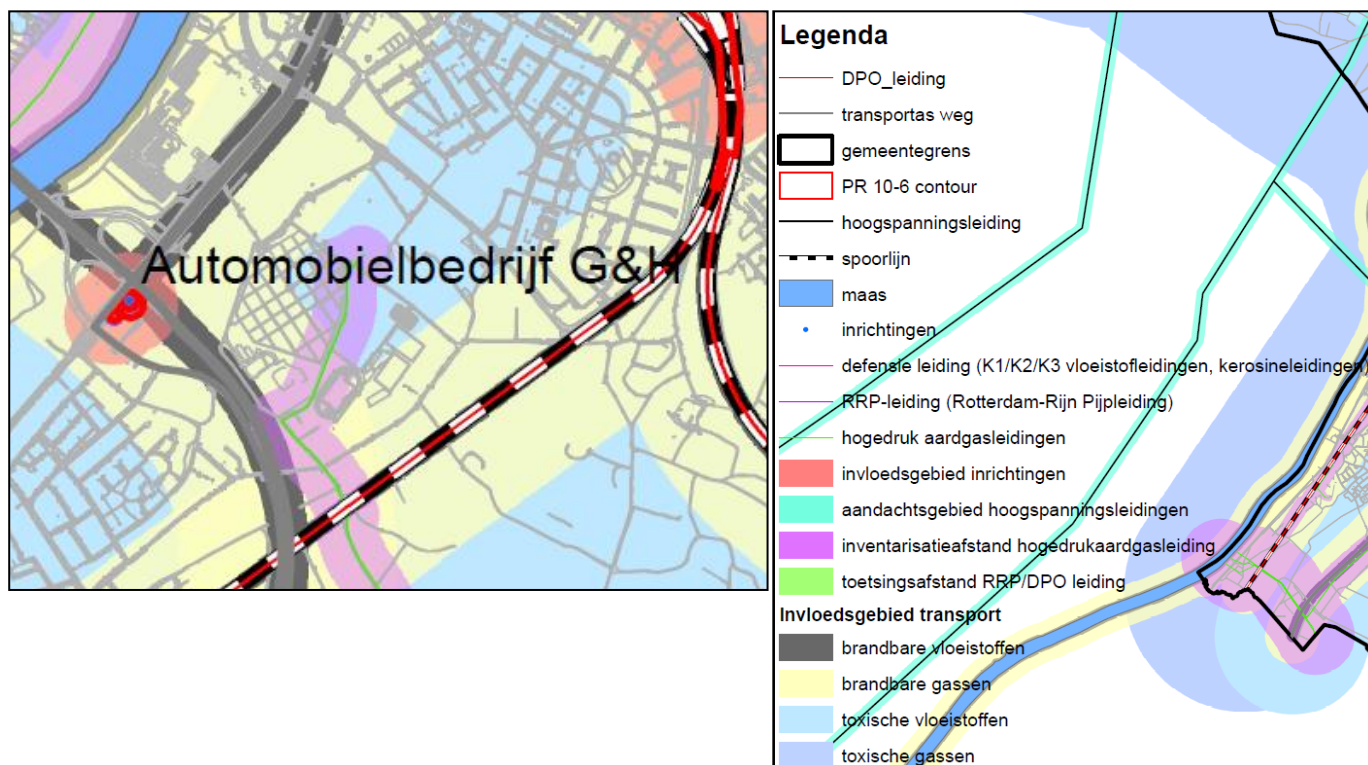 Automobielbedrijf G&H
Legenda
DPO_leiding
transportas weg
gemeentegrens
PR 10-6 contour
hoogspanningsleiding
spoorlijn
maas
inrichtingen
defensie leiding (K1/K2/K3 vloeistofleidingen, kerosineleidingen)
RRP-leiding (Rotterdam-Rijn Pijpleiding)
hogedruk aardgasleidingen
invloedsgebied inrichtingen
aandachtsgebied hoogspanningsleidingen
inventarisatieafstand hogedrukaardgasleiding
toetsingsafstand RRP/DPO leiding
Invloedsgebied transport
brandbare vloeistoffen
brandbare gassen
toxische vloeistoffen
toxische gassen